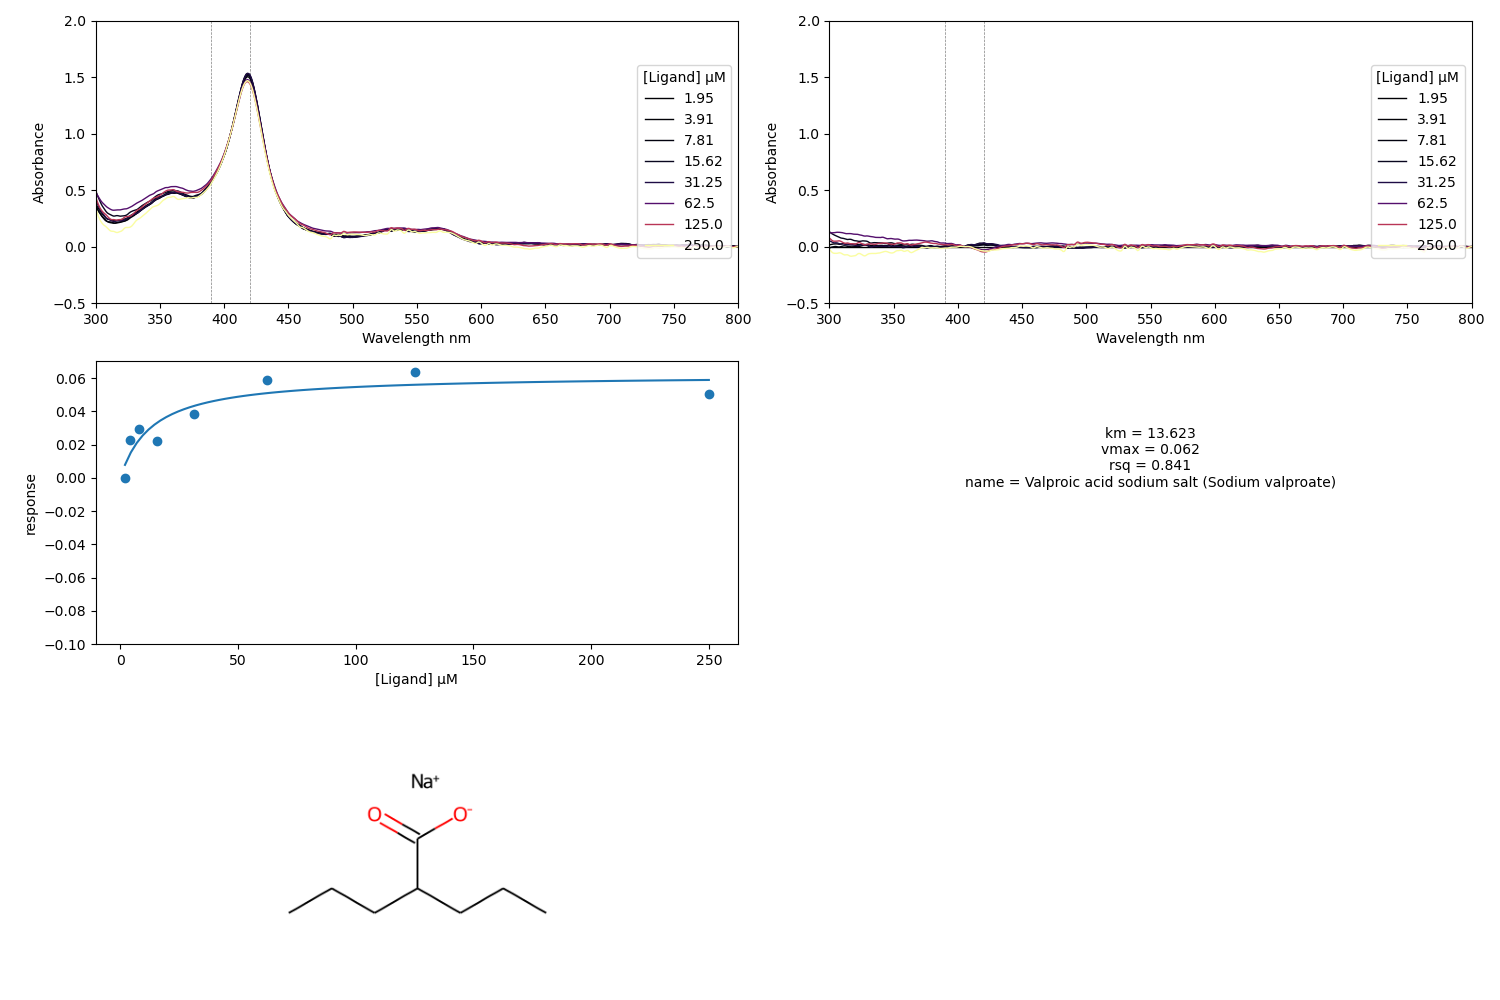 2.0
1.5
1.0
0.5
0.0
−0.5
Absorbance
300 350 400 450 500 550 600 650 700 750 800
Wavelength nm
[Ligand] μM
1.95
3.91
7.81
15.62
31.25
62.5
125.0
250.0
2.0
1.5
1.0
0.5
0.0
−0.5
Absorbance
300 350 400 450 500 550 600 650 700 750 800
Wavelength nm
[Ligand] μM
1.95
3.91
7.81
15.62
31.25
62.5
125.0
250.0
0.06
0.04
0.02
0.00
−0.02
−0.04
−0.06
−0.08
−0.10
response
0 50 100 150 200 250
[Ligand] μM
km = 13.623
vmax = 0.062
rsq = 0.841
name = Valproic acid sodium salt (Sodium valproate)
Na⁺
O O⁻